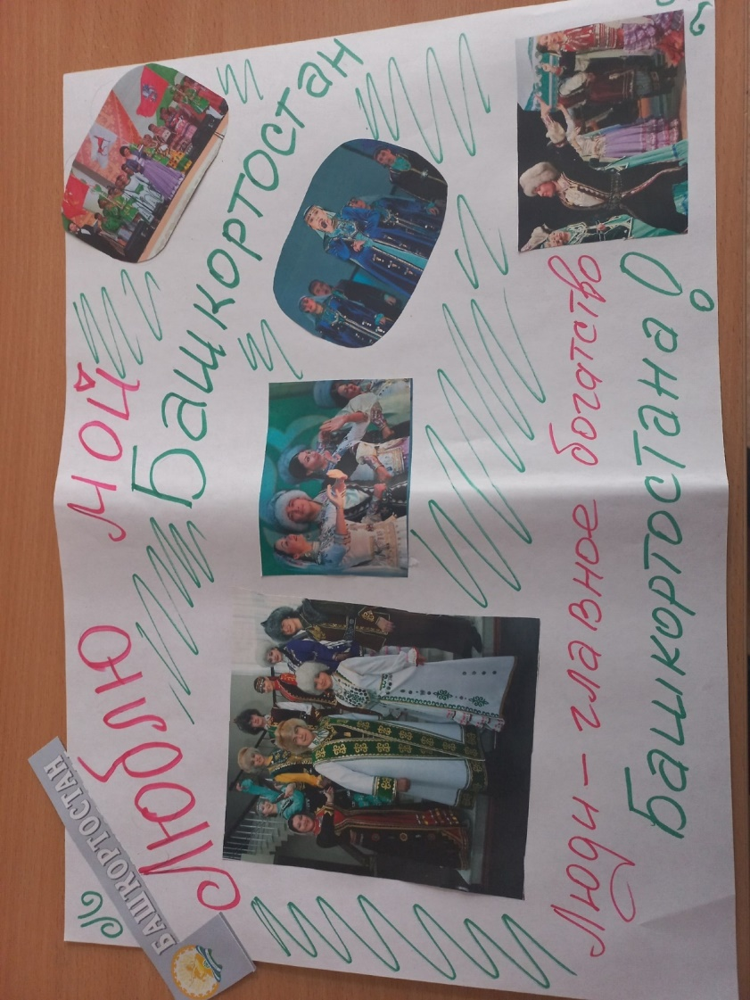 Люблю мой
Башкортостан
БАШКОРТОСТАН
Люди - главное богатство
Башкортостана!